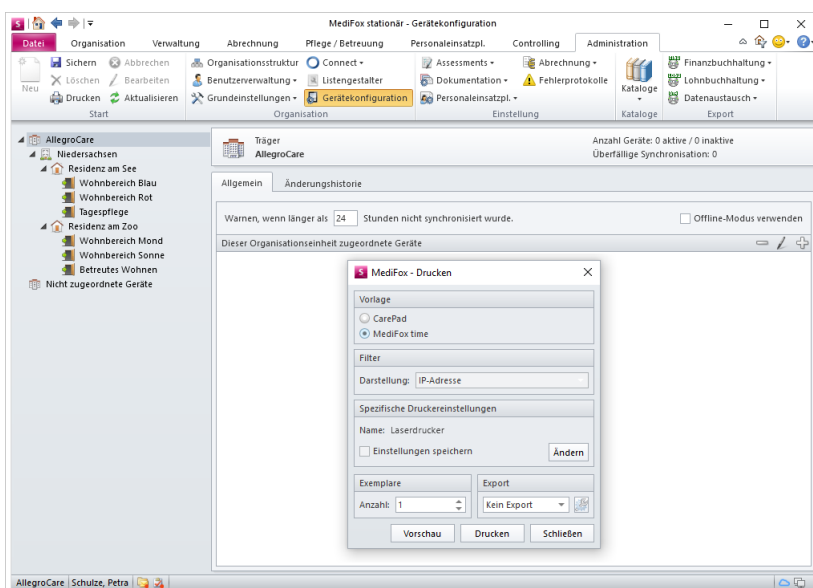 MediFox stationär - Gerätekonfiguration
Datei Organisation Verwaltung Abrechnung Pflege / Betreuung Personaleinsatzpl. Controlling Administration
Neu
Sichern Abbrechen
Löschen Bearbeiten
Drucken Aktualisieren
Start
Organisationsstruktur Connect
Benutzerverwaltung Listengestalter
Grundeinstellungen Gerätekonfiguration
Organisation
Assessments Abrechnung
Dokumentation Fehlerprotokolle
Personaleinsatzpl.
Einstellung
Kataloge
Kataloge
Finanzbuchhaltung
Lohnbuchhaltung
Datenaustausch
Export
AllegroCare
Niedersachsen
Residenz am See
Wohnbereich Blau
Wohnbereich Rot
Tagespflege
Residenz am Zoo
Wohnbereich Mond
Wohnbereich Sonne
Betreutes Wohnen
Nicht zugeordnete Geräte
Träger
AllegroCare
Anzahl Geräte: 0 aktive / 0 inaktive
Überfällige Synchronisation: 0
Allgemein Änderungshistorie
Warnen, wenn länger als 24 Stunden nicht synchronisiert wurde. Offline-Modus verwenden
Dieser Organisationseinheit zugeordnete Geräte
S MediFox - Drucken
Vorlage
CarePad
MediFox time
Filter
Darstellung: IP-Adresse
Spezifische Druckereinstellungen
Name: Laserdrucker
Einstellungen speichern Ändern
Exemplare Export
Anzahl: 1 Kein Export
Vorschau Drucken Schließen
AllegroCare Schulze, Petra